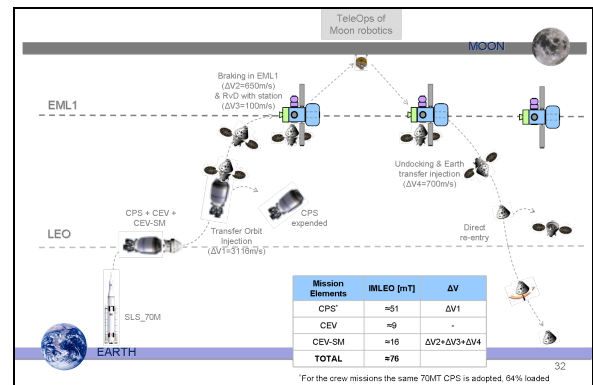 TeleOps of
Moon robotics
MOON
Braking in EML1
(ΔV2=650m/s)
& RvD with station
(ΔV3=100m/s)
EML1
Undocking & Earth
transfer injection
(ΔV4=700m/s)
CPS + CEV +
CEV-SM
CPS
expended
Transfer Orbit
Injection
(ΔV1=3116m/s)
Direct
re-entry
LEO
Mission
Elements
IMLEO [mT]
ΔV
CPS*
≈51
ΔV1
CEV
≈9
-
CEV-SM
≈16
ΔV2+ΔV3+ΔV4
TOTAL
≈76
SLS_70M
EARTH
32
*For the crew missions the same 70MT CPS is adopted, 64% loaded